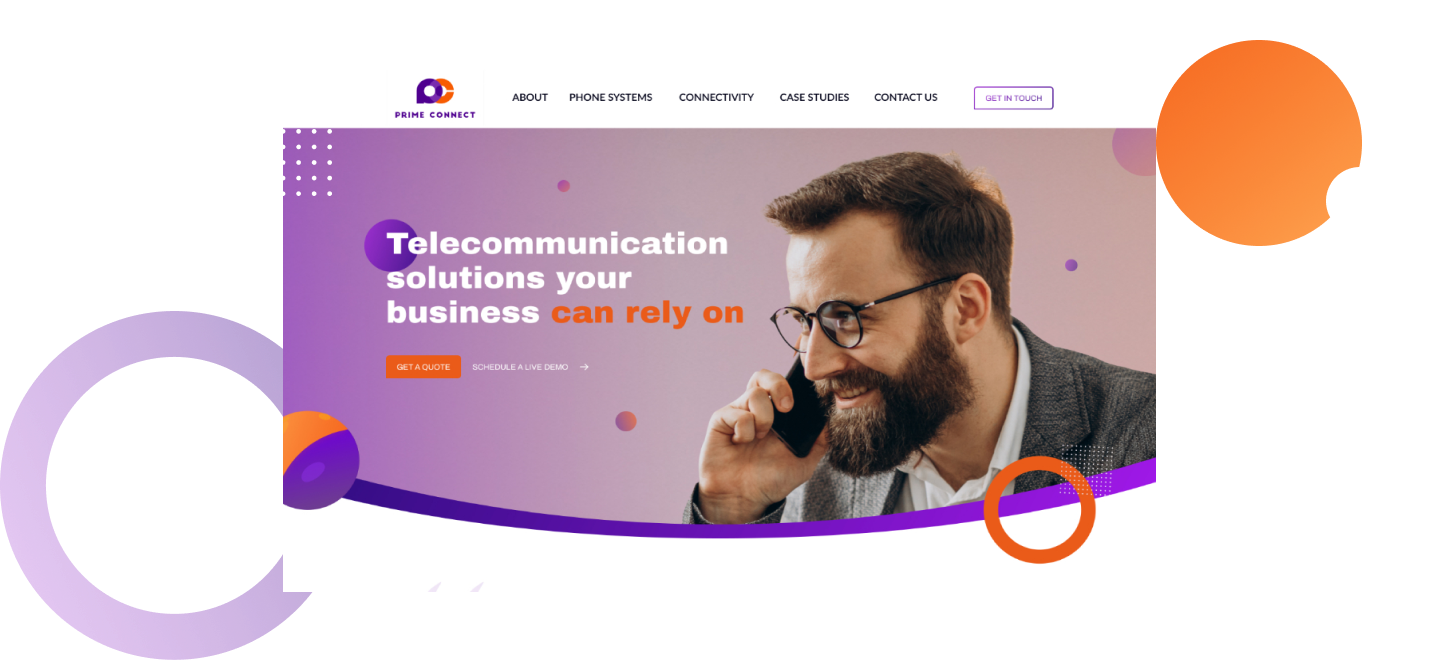 PRIME CONNECT
ABOUT PHONE SYSTEMS CONNECTIVITY CASE STUDIES CONTACT US GET IN TOUCH
Telecommunication
solutions your
business can rely on
GET A QUOTE SCHEDULE A LIVE DEMO →